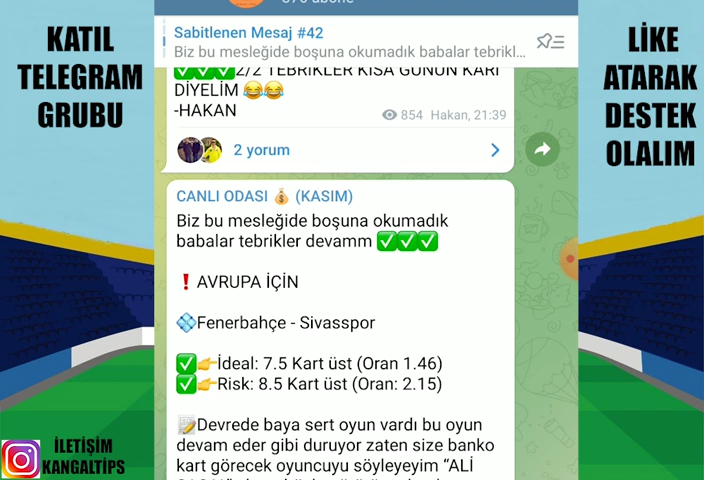 KATIL
TELEGRAM
GRUBU
Sabitlenen Mesaj #42
Biz bu mesleğide boşuna okumadık babalar tebrikl...
✅✅✅2/2 TEBRİKLER KISA GÜNÜN KARI
DİYELİM 😂😂
-HAKAN
854 Hakan, 21:39
2 yorum
CANLI ODASI 💰 (KASIM)
Biz bu mesleğide boşuna okumadık
babalar tebrikler devamm ✅✅✅
❗AVRUPA İÇİN
💠Fenerbahçe - Sivasspor
✅👉İdeal: 7.5 Kart üst (Oran 1.46)
✅👉Risk: 8.5 Kart üst (Oran: 2.15)
📝Devrede baya sert oyun vardı bu oyun
devam eder gibi duruyor zaten size banko
kart görecek oyuncuyu söyleyeyim “ALİ
LİKE
ATARAK
DESTEK
OLALIM
İLETİŞİM
KANGALTİPS